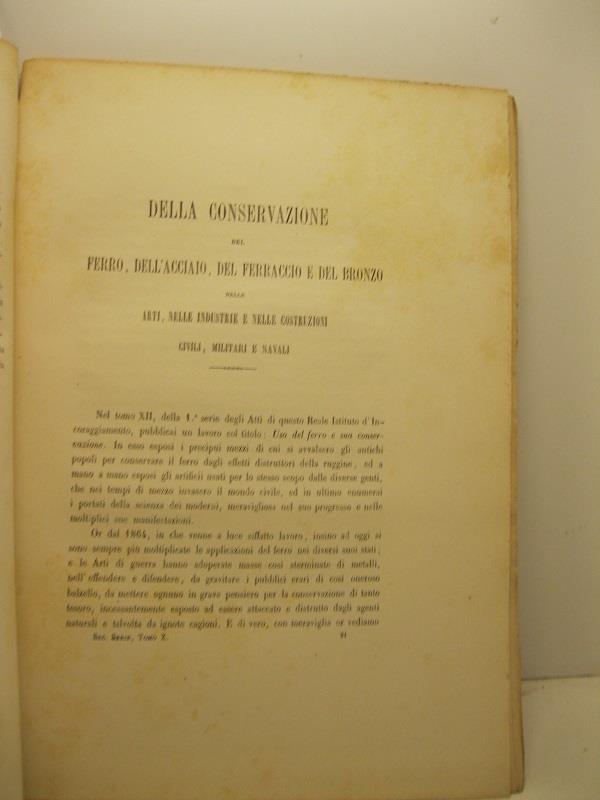 DELLA CONSERVAZIONE
DEL
FERRO, DELL'ACCIAIO, DEL FERRACCIO E DEL BRONZO
NELLE
ARTI, NELLE INDUSTRIE E NELLE COSTRUZIONI
CIVILI, MILITARI E NAVALI
Nel tomo XII, della 1.ª serie degli Atti di questo Reale Istituto d'In-
coraggiamento, pubblicai un lavoro col titolo: Uso del ferro e sua conser-
vazione. In esso esposi i precipui mezzi di cui si avvalsero gli antichi
popoli per conservare il ferro dagli effetti distruttori della ruggine, ed a
mano a mano esposi gli artificii usati per lo stesso scopo dalle diverse genti,
che nei tempi di mezzo invasero il mondo civile, ed in ultimo enumerai
i portati della scienza dei moderni, meravigliosa nel suo progresso e nelle
moltiplici sue manifestazioni.
Or dal 1864, in che venne a luce siffatto lavoro, insino ad oggi si
sono sempre più moltiplicate le applicazioni del ferro nei diversi suoi stati;
e le Arti di guerra hanno adoperate masse così sterminate di metalli,
nell'offendere e difendere, da gravitare i pubblici erari di così oneroso
balzello, da mettere ognuno in grave pensiero per la conservazione di tanto
tesoro, incessantemente esposto ad essere attaccato e distrutto dagli agenti
naturali e talvolta da ignote cagioni. E di vero, con meraviglia or vediamo
Sec. Serie, Tomo X.